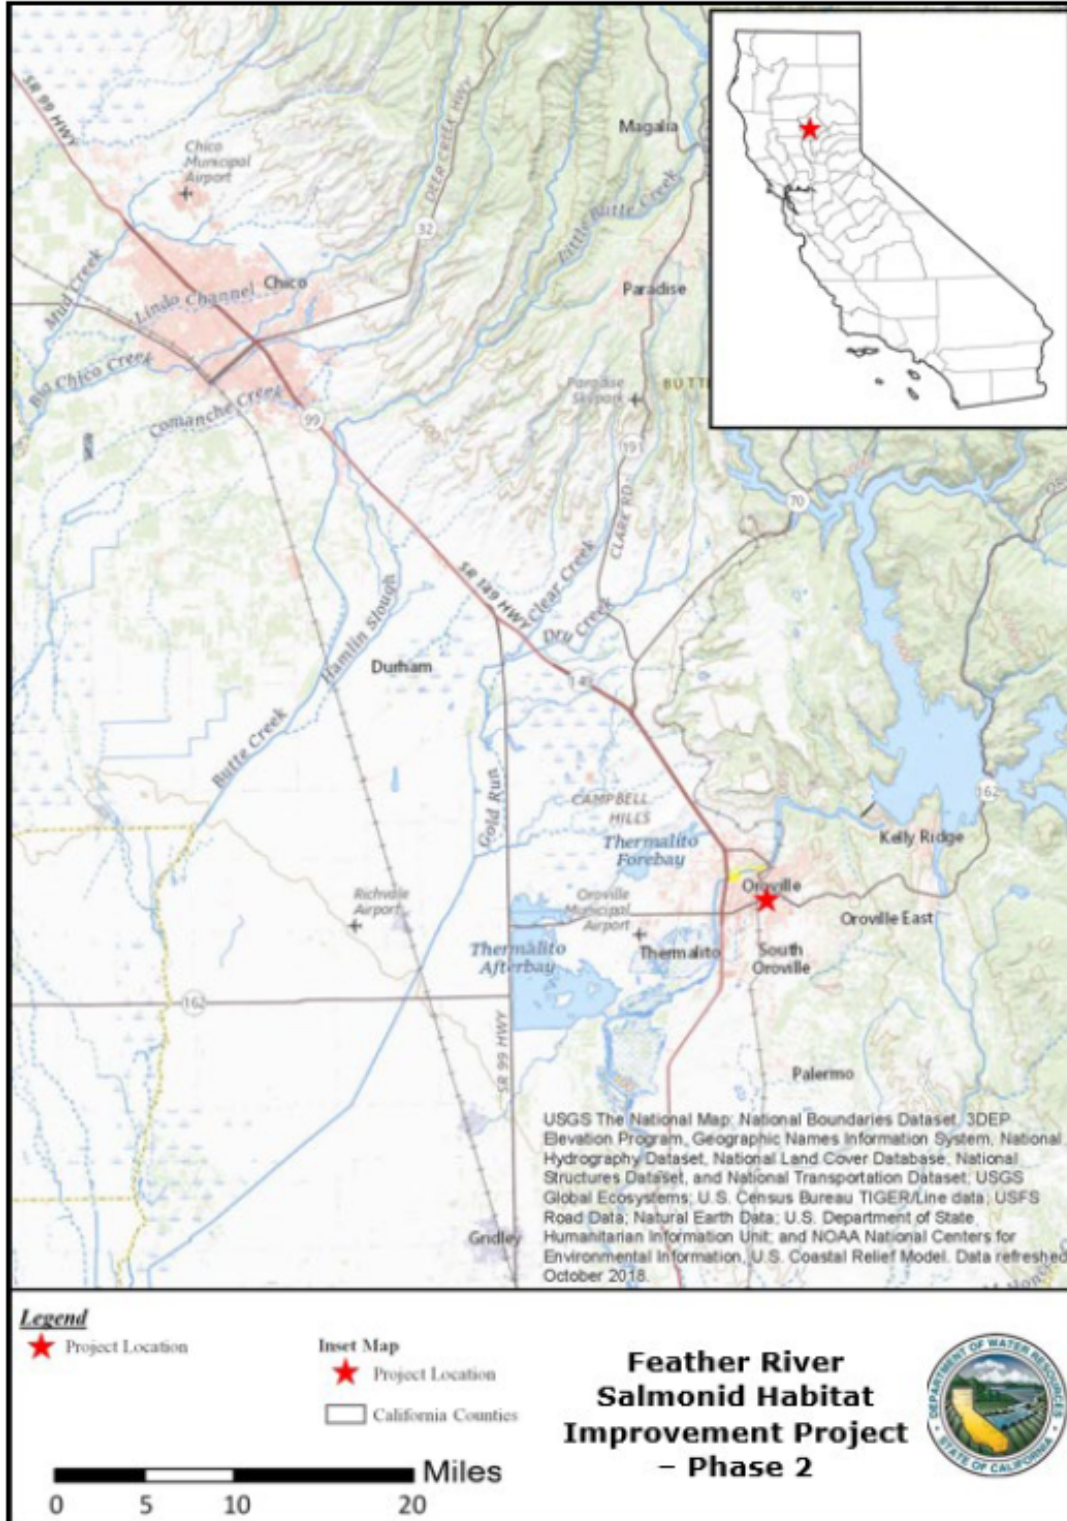 SR 99 HWY
Chico
Municipal
Airport
DEER CREEK HWY
Magalia
32
Little Butte Creek
Mud Creek
Lindo Channel
Chico
Paradise
Big Chico Creek
Comanche Creek
99
Paradise
Skypark
BUTTE
500
191
CLARK RD
70
SR 149 HWY
Clear Creek
Dry Creek
Hamlin Slough
Durham
149
Butte Creek
Gold Run
CAMPBELL
HILLS
162
Kelly Ridge
Thermalito
Forebay
Oroville
Richvale
Airport
Oroville
Municipal
Airport
Oroville East
Thermalito
Afterbay
Thermalito
South
Oroville
162
SR 99 HWY
Palermo
Gridley
USGS The National Map: National Boundaries Dataset, 3DEP
Elevation Program, Geographic Names Information System, National
Hydrography Dataset, National Land Cover Database, National
Structures Dataset, and National Transportation Dataset; USGS
Global Ecosystems; U.S. Census Bureau TIGER/Line data; USFS
Road Data; Natural Earth Data; U.S. Department of State
Humanitarian Information Unit; and NOAA National Centers for
Environmental Information, U.S. Coastal Relief Model. Data refreshed
October 2018.
Legend
Project Location
Inset Map
Project Location
California Counties
Miles
0 5 10 20
Feather River
Salmonid Habitat
Improvement Project
– Phase 2
DEPARTMENT OF WATER RESOURCES
STATE OF CALIFORNIA